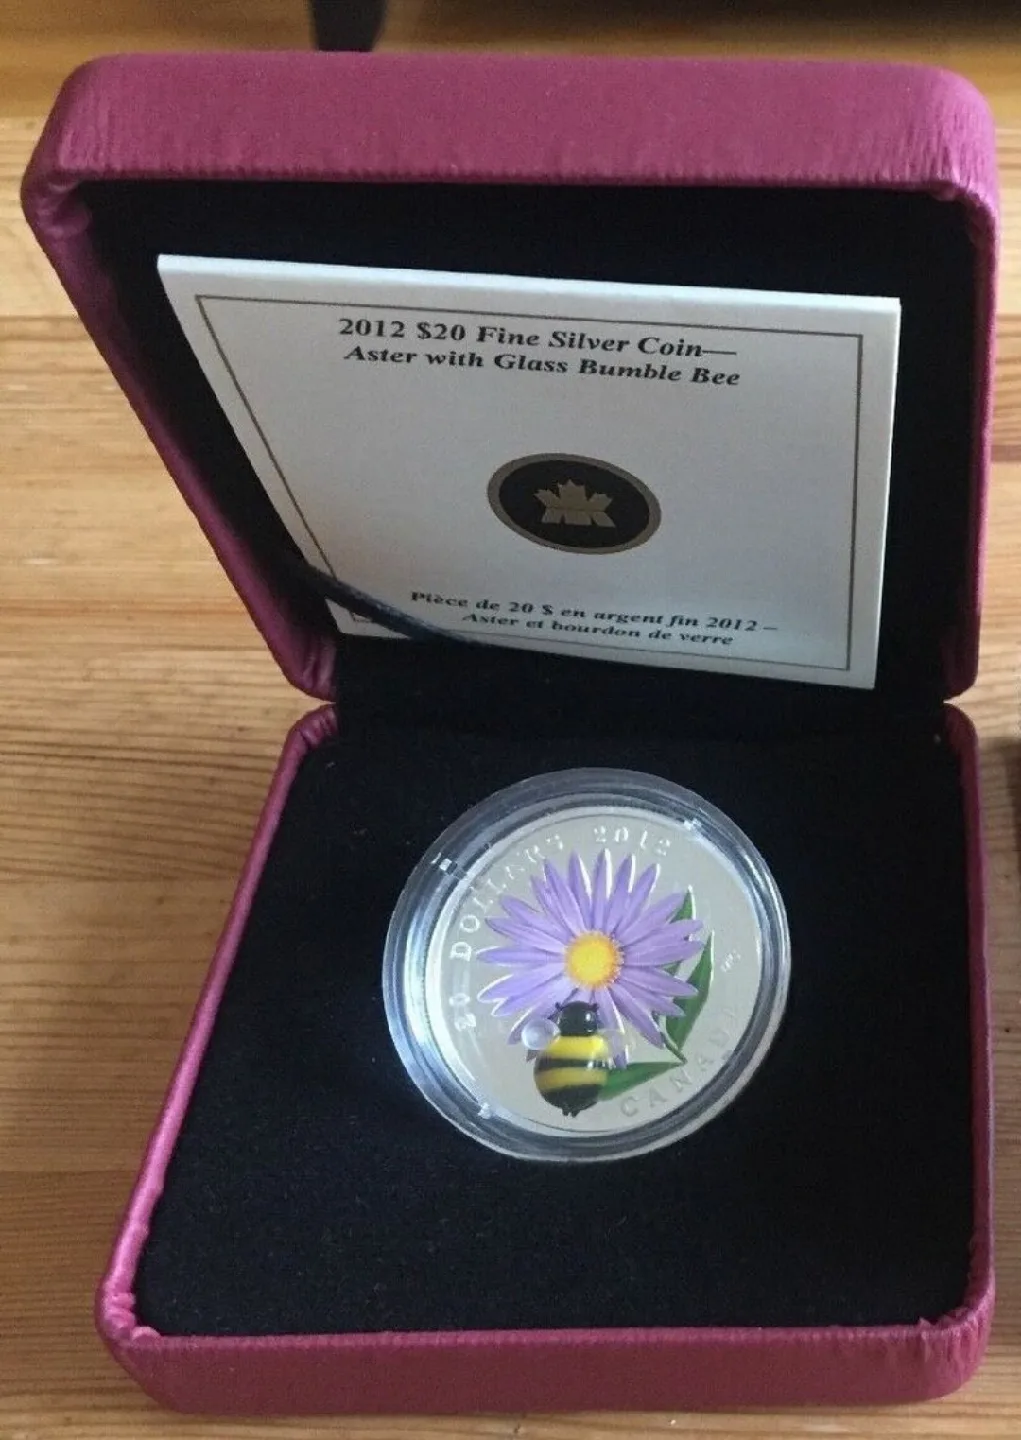 2012 $20 Fine Silver Coin—
Aster with Glass Bumble Bee
Pièce de 20 $ en argent fin 2012 –
Aster et bourdon de verre
20 DOLLARS 2012
CANADA